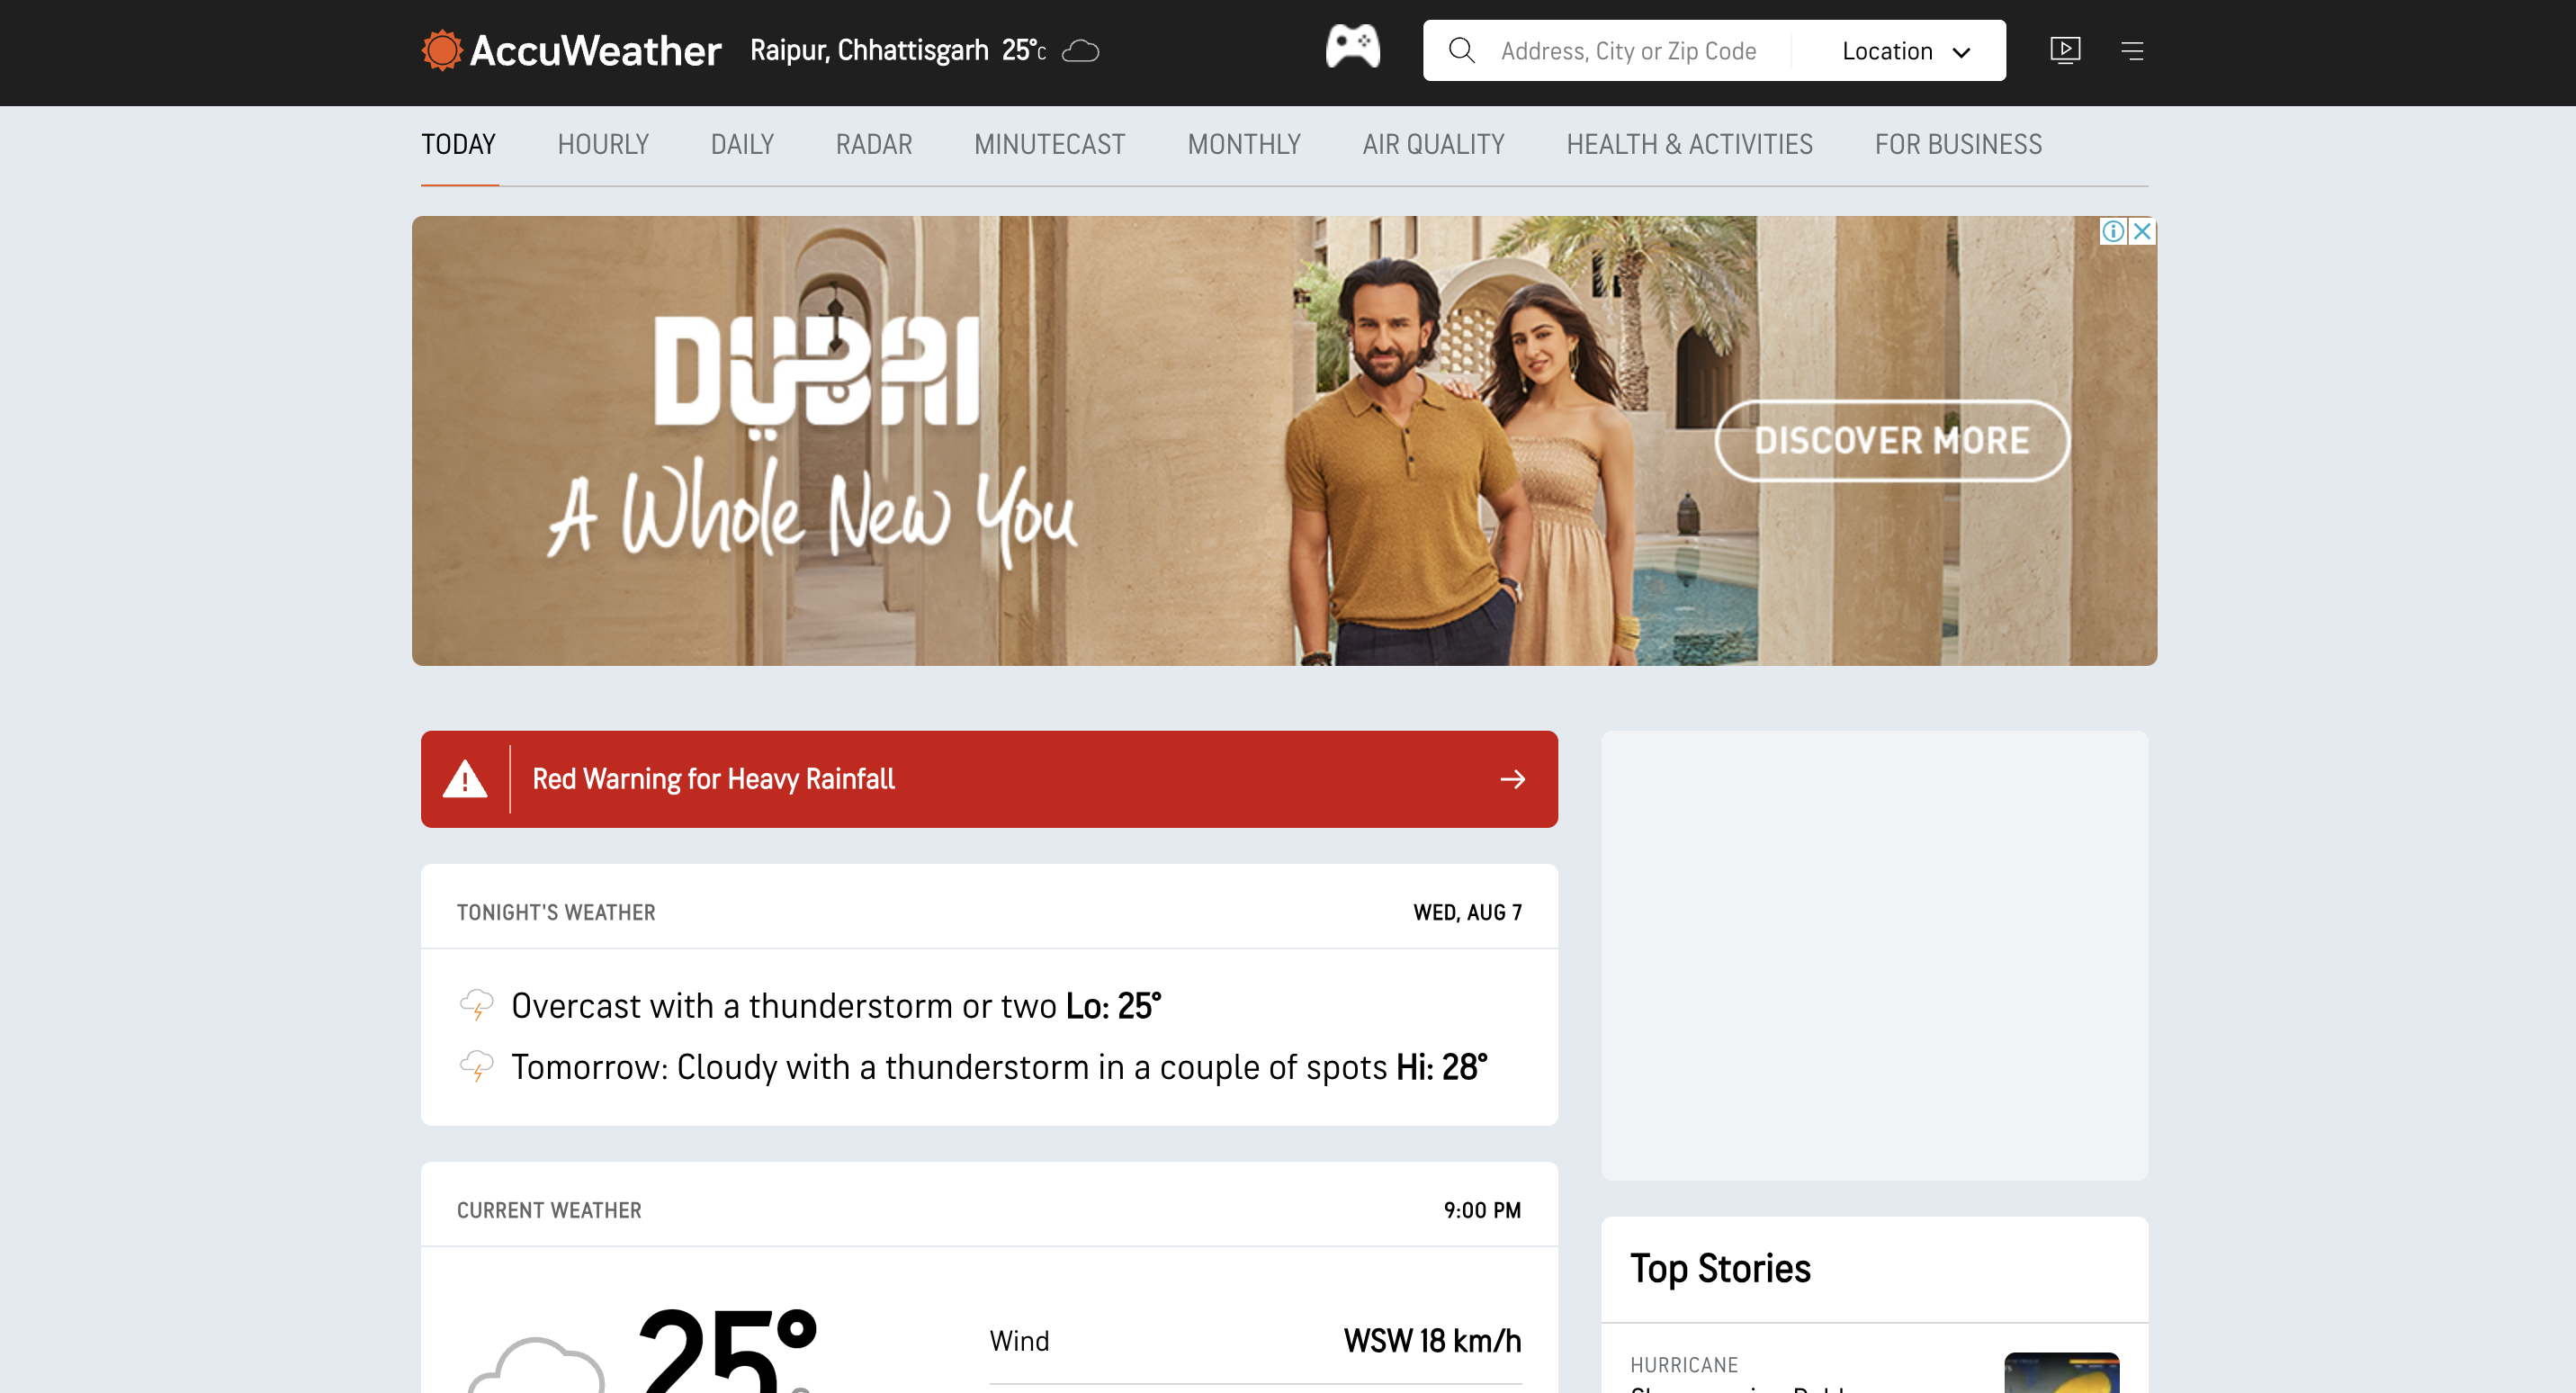 AccuWeather
Raipur, Chhattisgarh 25°C
Address, City or Zip Code
Location
TODAY HOURLY DAILY RADAR MINUTECAST MONTHLY AIR QUALITY HEALTH & ACTIVITIES FOR BUSINESS
DUBAI
A Whole New You
DISCOVER MORE
Red Warning for Heavy Rainfall
TONIGHT'S WEATHER WED, AUG 7
Overcast with a thunderstorm or two Lo: 25°
Tomorrow: Cloudy with a thunderstorm in a couple of spots Hi: 28°
CURRENT WEATHER 9:00 PM
25°
Wind WSW 18 km/h
Top Stories
HURRICANE